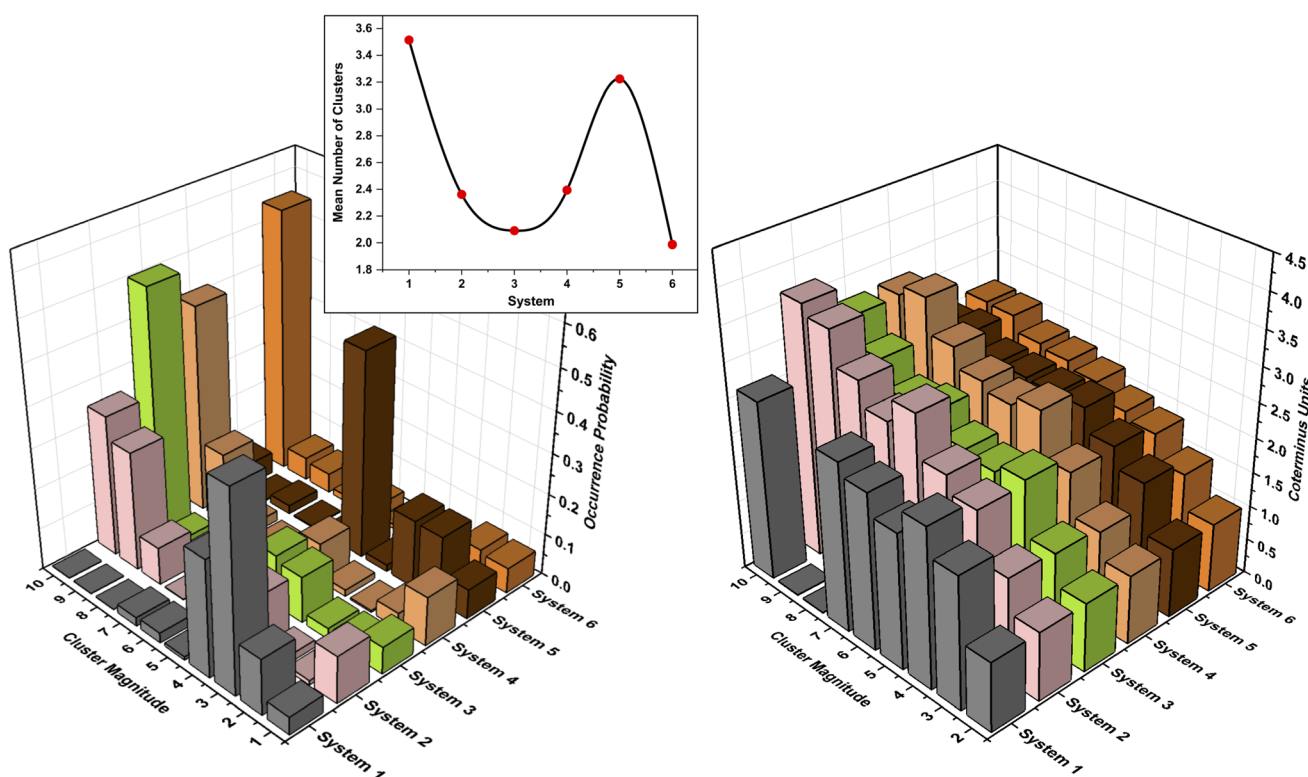 3.6
3.4
3.2
3.0
2.8
2.6
2.4
2.2
2.0
1.8
Mean Number of Clusters
1 2 3 4 5 6
System
0.6
0.5
0.4
0.3
0.2
0.1
0.0
Occurrence Probability
10 9 8 7 6 5 4 3 2 1
Cluster Magnitude
System 1
System 2
System 3
System 4
System 5
System 6
4.5
4.0
3.5
3.0
2.5
2.0
1.5
1.0
0.5
0.0
Coterminus Units
10 9 8 7 6 5 4 3 2
Cluster Magnitude
System 1
System 2
System 3
System 4
System 5
System 6